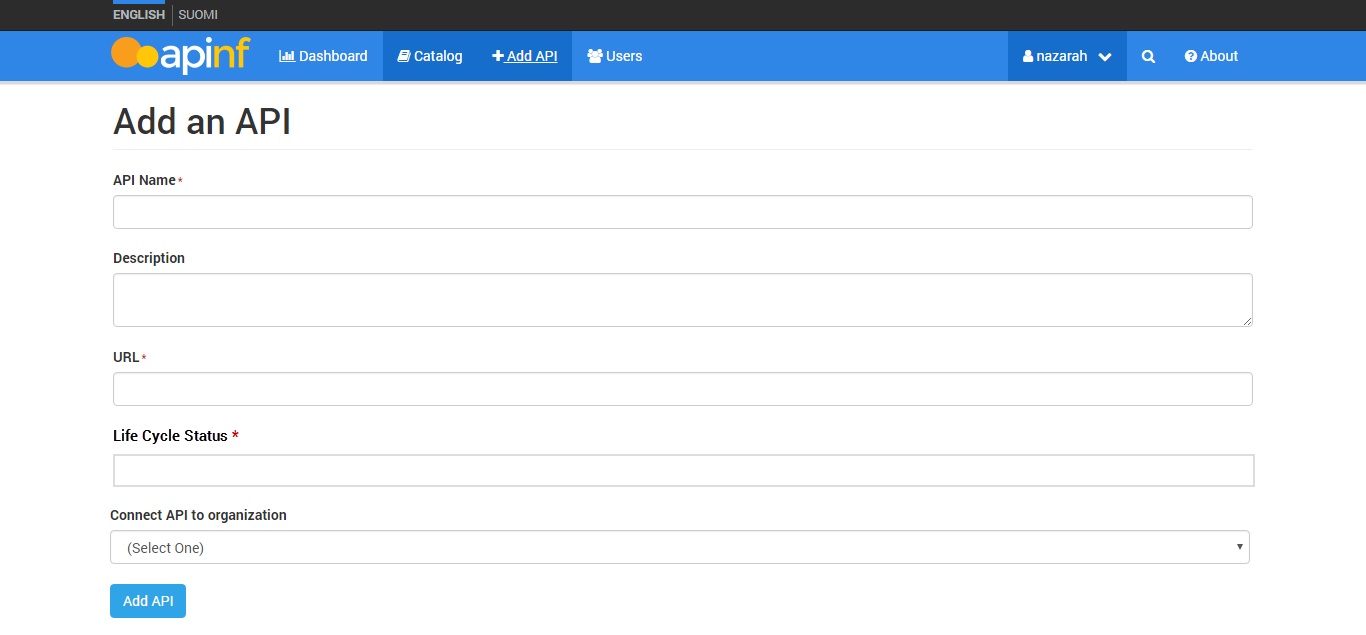 ENGLISH SUOMI
apinf Dashboard Catalog Add API Users nazarah About
Add an API
API Name*
Description
URL*
Life Cycle Status *
Connect API to organization
(Select One)
Add API